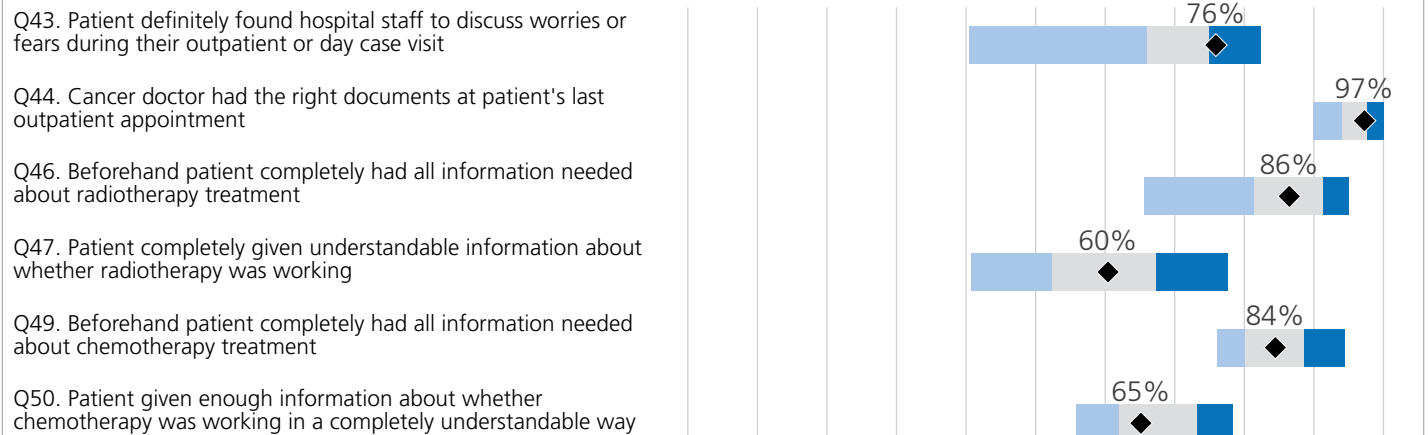 Q43. Patient definitely found hospital staff to discuss worries or
fears during their outpatient or day case visit
76%
Q44. Cancer doctor had the right documents at patient's last
outpatient appointment
97%
Q46. Beforehand patient completely had all information needed
about radiotherapy treatment
86%
Q47. Patient completely given understandable information about
whether radiotherapy was working
60%
Q49. Beforehand patient completely had all information needed
about chemotherapy treatment
84%
Q50. Patient given enough information about whether
chemotherapy was working in a completely understandable way
65%